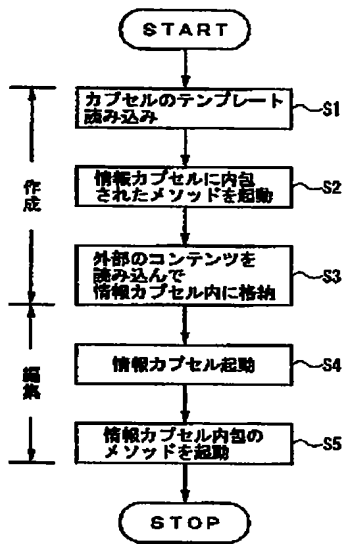 START
カプセルのテンプレート
読み込み
S1
情報カプセルに内包
されたメソッドを起動
S2
外部のコンテンツを
読み込んで
情報カプセル内に格納
S3
作成
情報カプセル起動
S4
情報カプセル内包の
メソッドを起動
S5
編集
STOP